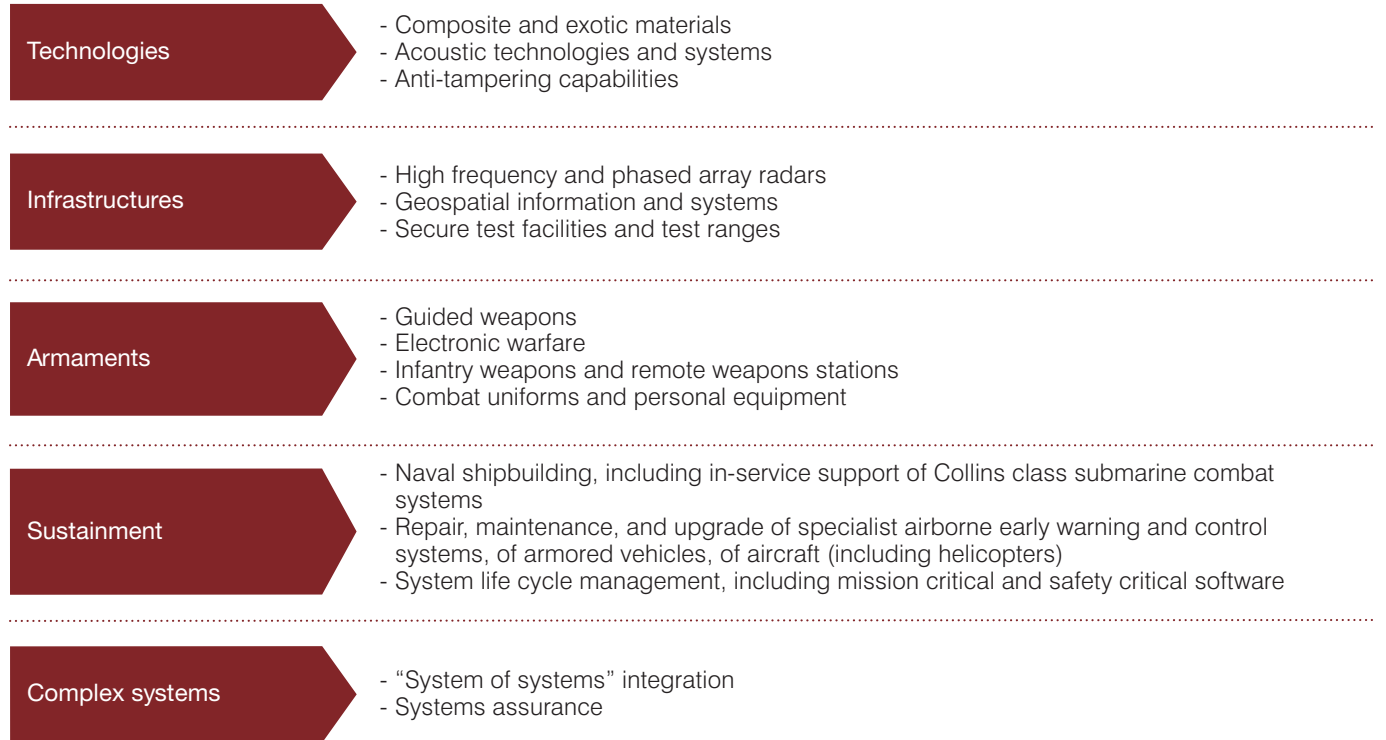 Technologies
- Composite and exotic materials
- Acoustic technologies and systems
- Anti-tampering capabilities
Infrastructures
- High frequency and phased array radars
- Geospatial information and systems
- Secure test facilities and test ranges
Armaments
- Guided weapons
- Electronic warfare
- Infantry weapons and remote weapons stations
- Combat uniforms and personal equipment
Sustainment
- Naval shipbuilding, including in-service support of Collins class submarine combat
systems
- Repair, maintenance, and upgrade of specialist airborne early warning and control
systems, of armored vehicles, of aircraft (including helicopters)
- System life cycle management, including mission critical and safety critical software
Complex systems
- “System of systems” integration
- Systems assurance